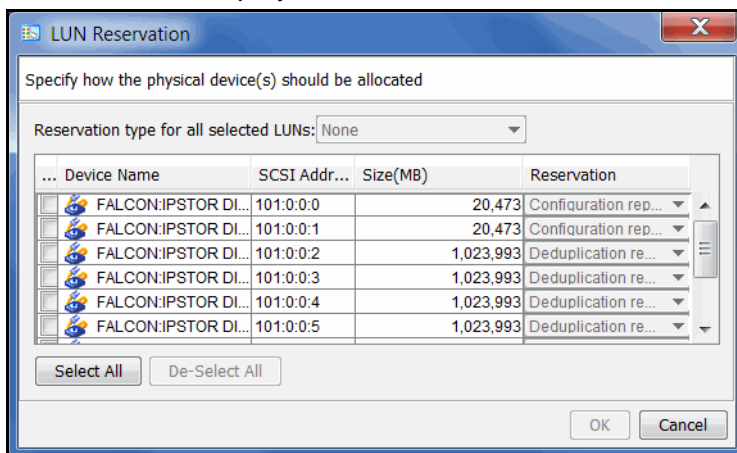 LUN Reservation
Specify how the physical device(s) should be allocated
Reservation type for all selected LUNs: None
... Device Name SCSI Addr... Size(MB) Reservation
FALCON:IPSTOR DI... 101:0:0:0 20,473 Configuration rep...
FALCON:IPSTOR DI... 101:0:0:1 20,473 Configuration rep...
FALCON:IPSTOR DI... 101:0:0:2 1,023,993 Deduplication re...
FALCON:IPSTOR DI... 101:0:0:3 1,023,993 Deduplication re...
FALCON:IPSTOR DI... 101:0:0:4 1,023,993 Deduplication re...
FALCON:IPSTOR DI... 101:0:0:5 1,023,993 Deduplication re...
Select All De-Select All
OK Cancel